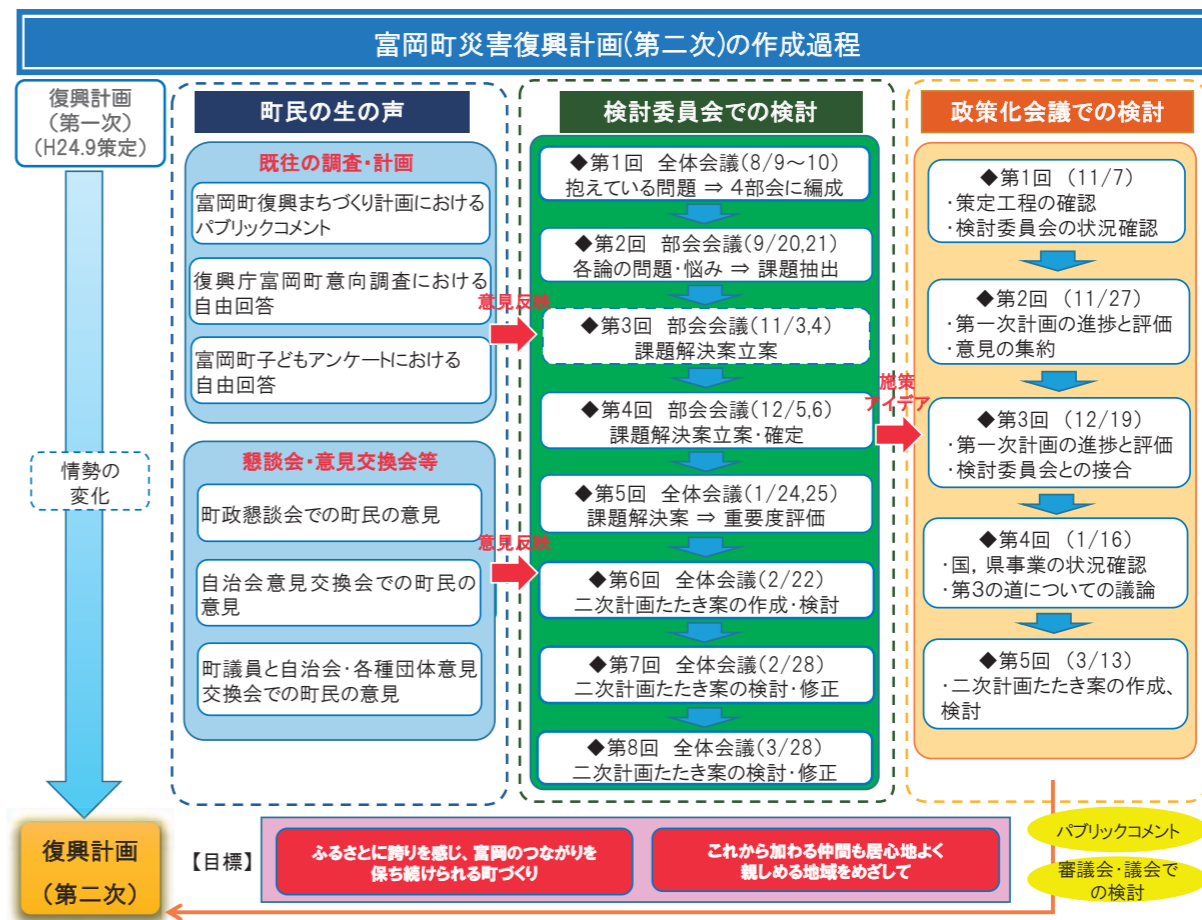 富岡町災害復興計画(第二次)の作成過程
復興計画
(第一次)
(H24.9策定)
情勢の
変化
復興計画
(第二次)
町民の生の声
既往の調査・計画
富岡町復興まちづくり計画における
パブリックコメント
復興庁富岡町意向調査における
自由回答
富岡町子どもアンケートにおける
自由回答
懇談会・意見交換会等
町政懇談会での町民の意見
自治会意見交換会での町民の
意見
町議員と自治会・各種団体意見
交換会での町民の意見
意見反映
意見反映
検討委員会での検討
◆第1回 全体会議(8/9～10)
抱えている問題 ⇒ 4部会に編成
◆第2回 部会会議(9/20,21)
各論の問題・悩み ⇒ 課題抽出
◆第3回 部会会議(11/3,4)
課題解決案立案
◆第4回 部会会議(12/5,6)
課題解決案立案・確定
◆第5回 全体会議(1/24,25)
課題解決案 ⇒ 重要度評価
◆第6回 全体会議(2/22)
二次計画たたき案の作成・検討
◆第7回 全体会議(2/28)
二次計画たたき案の検討・修正
◆第8回 全体会議(3/28)
二次計画たたき案の検討・修正
施策
アイデア
政策化会議での検討
◆第1回 (11/7)
・策定工程の確認
・検討委員会の状況確認
◆第2回 (11/27)
・第一次計画の進捗と評価
・意見の集約
◆第3回 (12/19)
・第一次計画の進捗と評価
・検討委員会との接合
◆第4回 (1/16)
・国，県事業の状況確認
・第3の道についての議論
◆第5回 (3/13)
・二次計画たたき案の作成、
検討
【目標】
ふるさとに誇りを感じ、富岡のつながりを
保ち続けられる町づくり
これから加わる仲間も居心地よく
親しめる地域をめざして
パブリックコメント
審議会・議会で
の検討